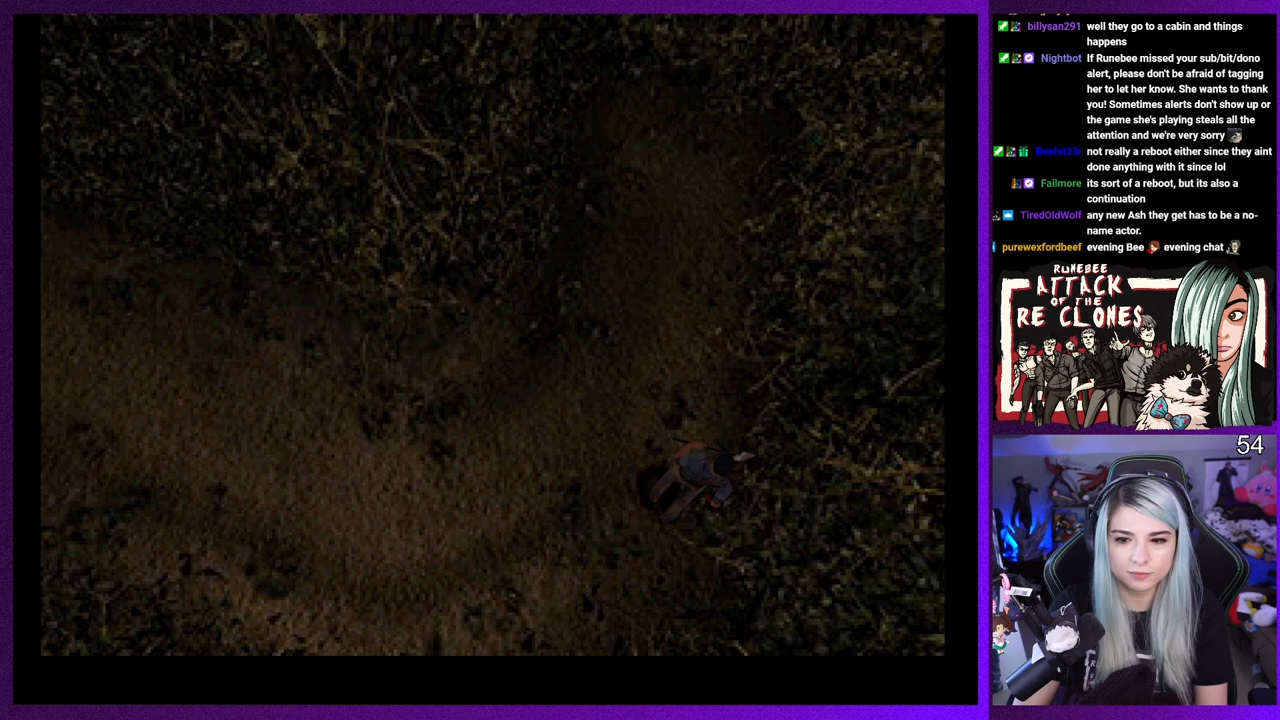 billysan291 well they go to a cabin and things
happens
Nightbot If Runebee missed your sub/bit/dono
alert, please don't be afraid of tagging
her to let her know. She wants to thank
you! Sometimes alerts don't show up or
the game she's playing steals all the
attention and we're very sorry
not really a reboot either since they aint
done anything with it since lol
Failmore its sort of a reboot, but its also a
continuation
TiredOldWolf any new Ash they get has to be a no-
name actor.
purewexfordbeef evening Bee evening chat
RUNEBEE
ATTACK
OF THE
RE CLONES
54